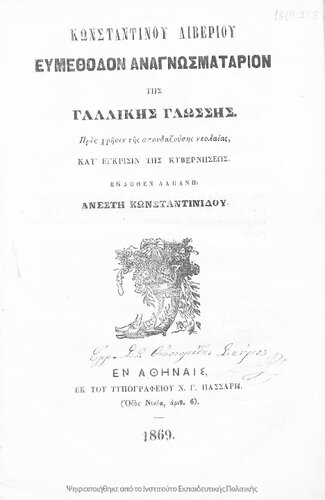 1869.258
ΚΩΝΣΤΑΝΤΙΝΟΥ ΛΙΒΕΡΙΟΥ
ΕΥΜΕΘΟΔΟΝ ΑΝΑΓΝΩΣΜΑΤΑΡΙΟΝ
ΤΗΣ
ΓΑΛΛΙΚΗΣ ΓΛΩΣΣΗΣ.
Πρὸς χρῆσιν τῆς σπουδαζούσης νεολαίας,
ΚΑΤ' ΕΓΚΡΙΣΙΝ ΤΗΣ ΚΥΒΕΡΝΗΣΕΩΣ.
ΕΚΔΟΘΕΝ ΔΑΠΑΝΗ
ΑΝΕΣΤΗ ΚΩΝΣΤΑΝΤΙΝΙΔΟΥ.
ΕΝ ΑΘΗΝΑΙΣ,
ΕΚ ΤΟΥ ΤΥΠΟΓΡΑΦΕΙΟΥ Ν. Γ. ΠΑΣΣΑΡΗ.
(Ὁδὸς Νικία, ἀριθ. 6).
1869.
Ψηφιοποιήθηκε από το Ινστιτούτο Εκπαιδευτικής Πολιτικής